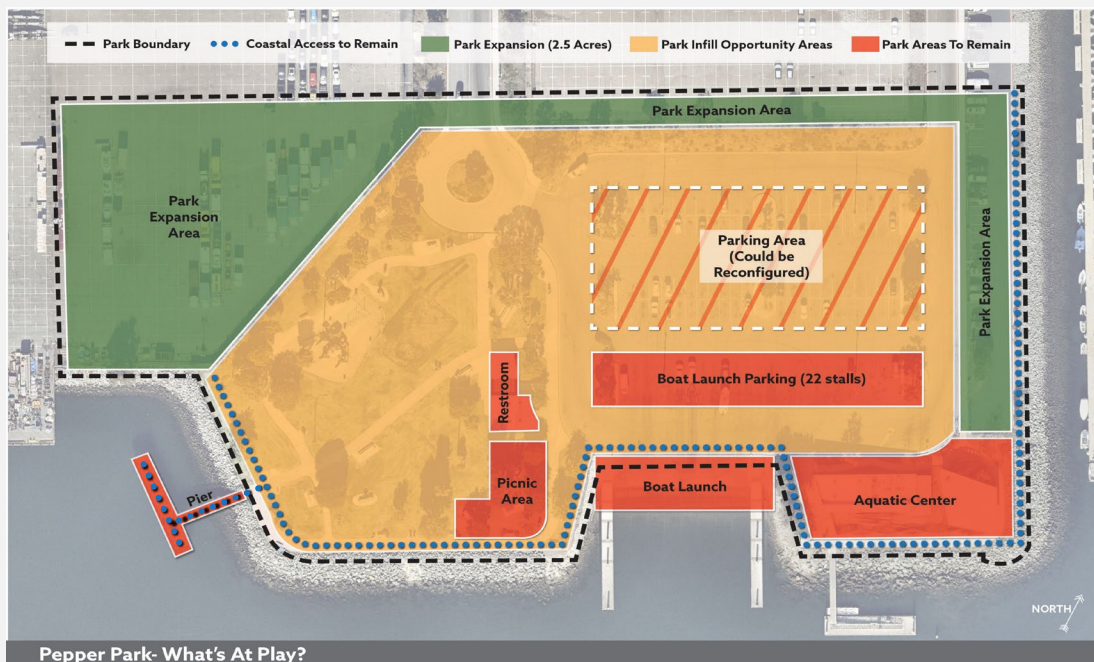 Park Boundary
Coastal Access to Remain
Park Expansion (2.5 Acres)
Park Infill Opportunity Areas
Park Areas To Remain
Park Expansion Area
Park
Expansion
Area
Parking Area
(Could be
Reconfigured)
Park Expansion Area
Restroom
Boat Launch Parking (22 stalls)
Pier
Picnic
Area
Boat Launch
Aquatic Center
NORTH
Pepper Park- What's At Play?